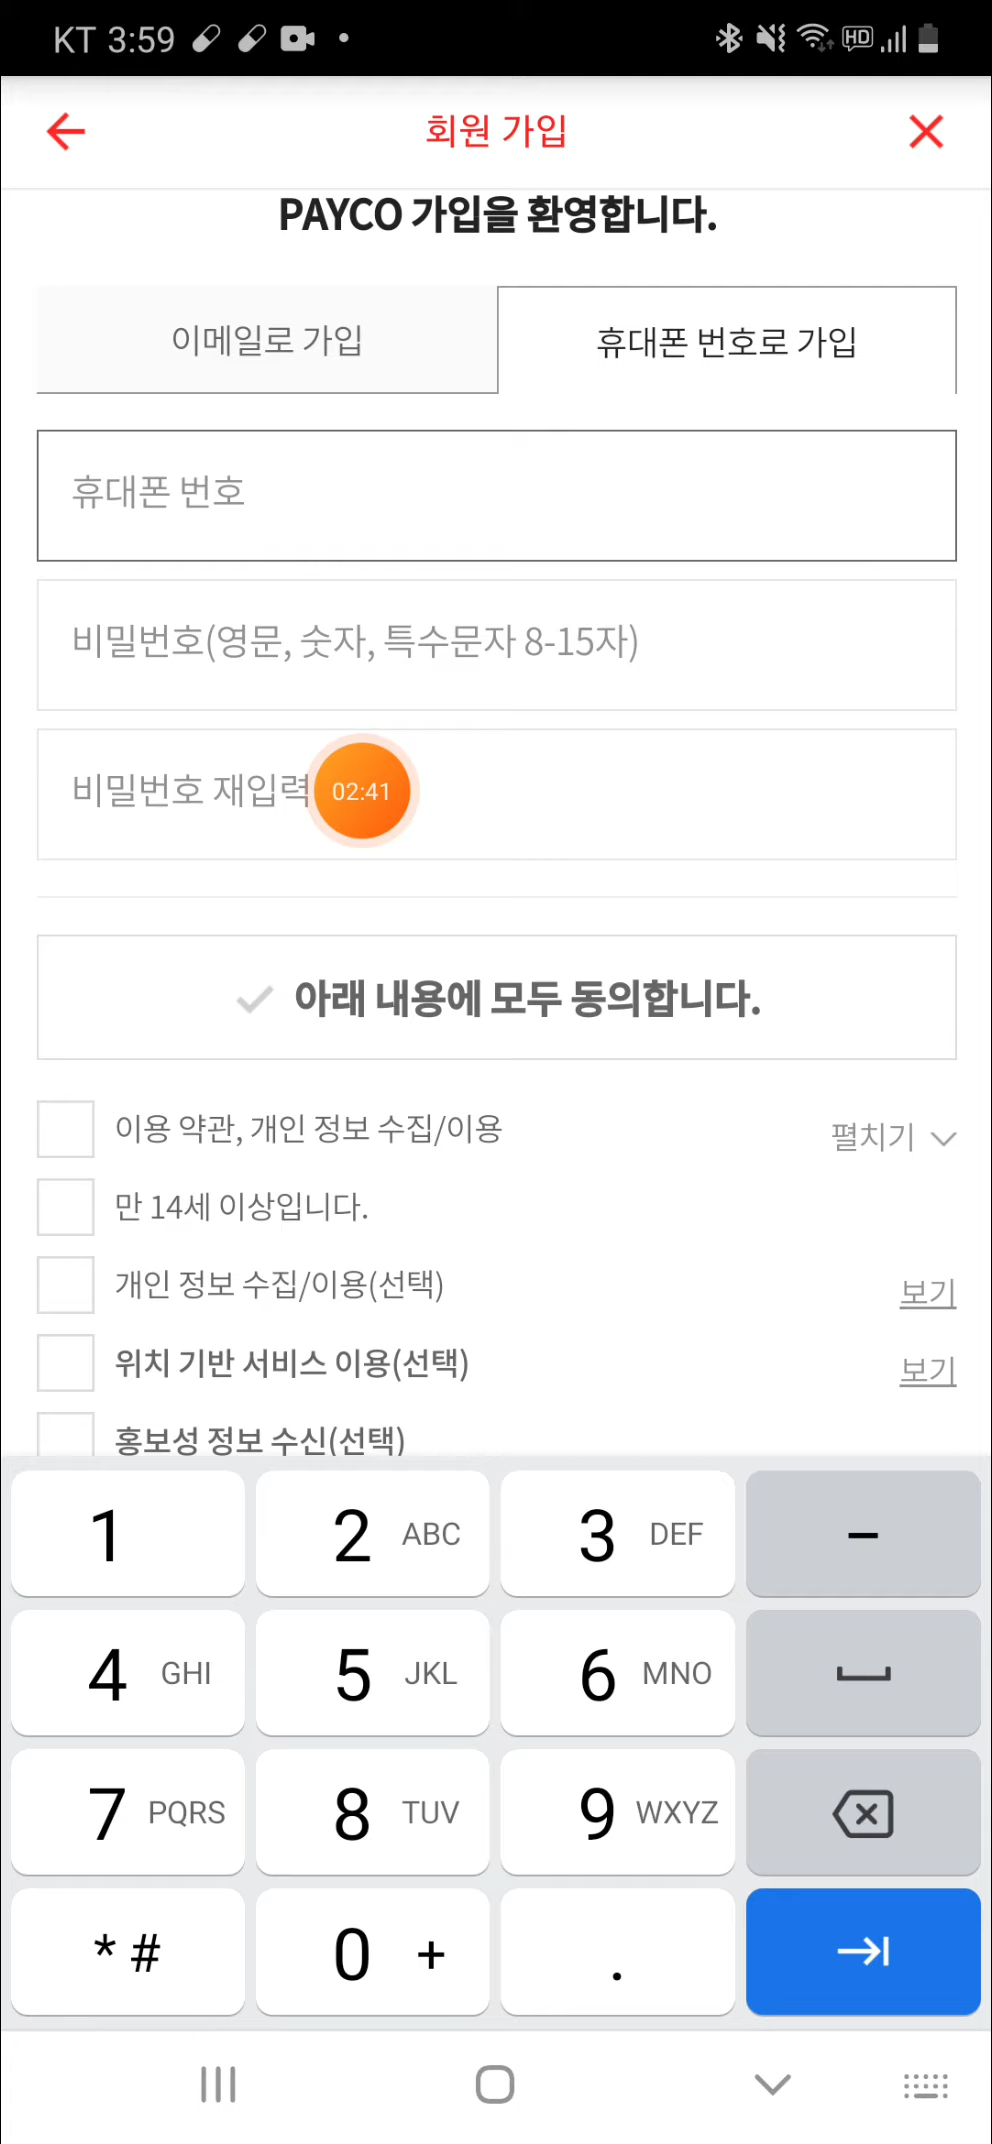 KT 3:59
HD
회원 가입
PAYCO 가입을 환영합니다.
이메일로 가입
휴대폰 번호로 가입
휴대폰 번호
비밀번호(영문, 숫자, 특수문자 8-15자)
비밀번호 재입력
02:41
아래 내용에 모두 동의합니다.
이용 약관, 개인 정보 수집/이용
펼치기
만 14세 이상입니다.
개인 정보 수집/이용(선택)
보기
위치 기반 서비스 이용(선택)
보기
홍보성 정보 수신(선택)
1
2 ABC
3 DEF
–
4 GHI
5 JKL
6 MNO
7 PQRS
8 TUV
9 WXYZ
* #
0 +
.